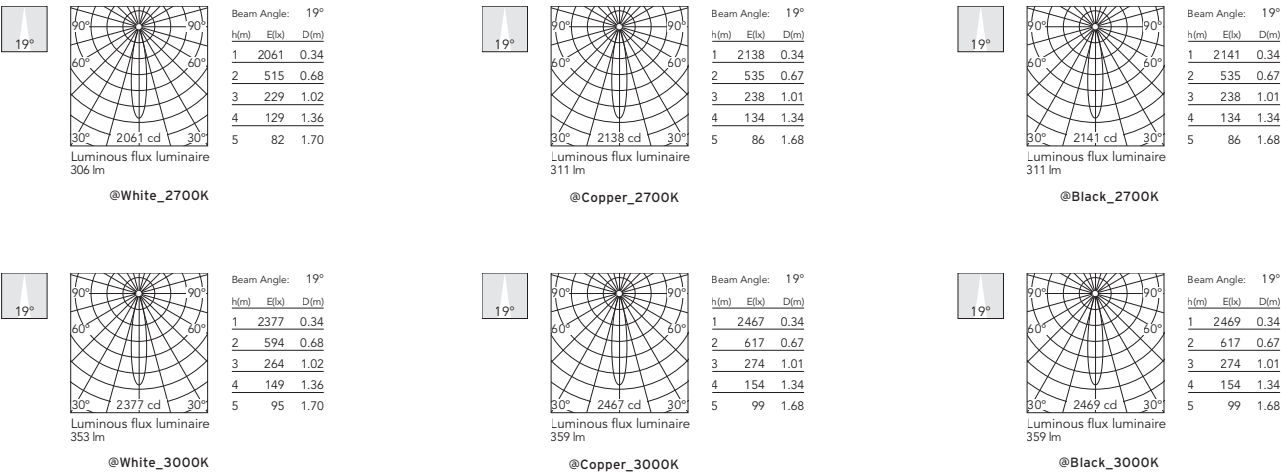 19°
90° 90°
60° 60°
30° 2061 cd 30°
Luminous flux luminaire
306 lm
Beam Angle: 19°
h(m) E(lx) D(m)
1 2061 0.34
2 515 0.68
3 229 1.02
4 129 1.36
5 82 1.70
@White_2700K
19°
90° 90°
60° 60°
30° 2138 cd 30°
Luminous flux luminaire
311 lm
Beam Angle: 19°
h(m) E(lx) D(m)
1 2138 0.34
2 535 0.67
3 238 1.01
4 134 1.34
5 86 1.68
@Copper_2700K
19°
90° 90°
60° 60°
30° 2141 cd 30°
Luminous flux luminaire
311 lm
Beam Angle: 19°
h(m) E(lx) D(m)
1 2141 0.34
2 535 0.67
3 238 1.01
4 134 1.34
5 86 1.68
@Black_2700K
19°
90° 90°
60° 60°
30° 2377 cd 30°
Luminous flux luminaire
353 lm
Beam Angle: 19°
h(m) E(lx) D(m)
1 2377 0.34
2 594 0.68
3 264 1.02
4 149 1.36
5 95 1.70
@White_3000K
19°
90° 90°
60° 60°
30° 2467 cd 30°
Luminous flux luminaire
359 lm
Beam Angle: 19°
h(m) E(lx) D(m)
1 2467 0.34
2 617 0.67
3 274 1.01
4 154 1.34
5 99 1.68
@Copper_3000K
19°
90° 90°
60° 60°
30° 2469 cd 30°
Luminous flux luminaire
359 lm
Beam Angle: 19°
h(m) E(lx) D(m)
1 2469 0.34
2 617 0.67
3 274 1.01
4 154 1.34
5 99 1.68
@Black_3000K